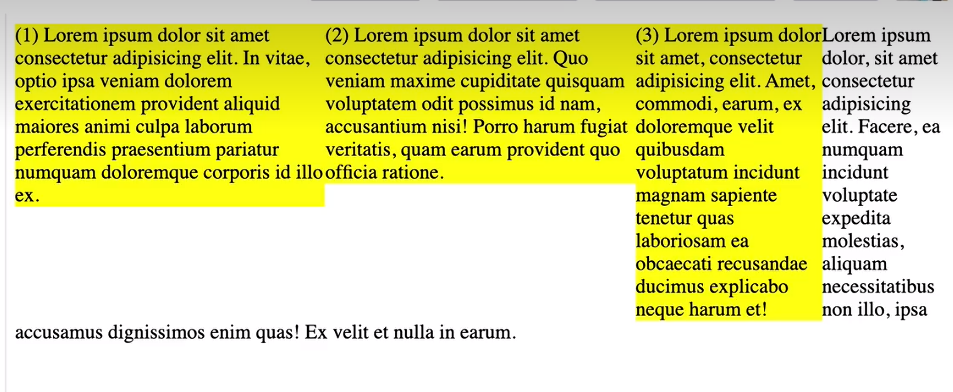 (1) Lorem ipsum dolor sit amet
consectetur adipisicing elit. In vitae,
optio ipsa veniam dolorem
exercitationem provident aliquid
maiores animi culpa laborum
perferendis praesentium pariatur
numquam doloremque corporis id illo
ex.
(2) Lorem ipsum dolor sit amet
consectetur adipisicing elit. Quo
veniam maxime cupiditate quisquam
voluptatem odit possimus id nam,
accusantium nisi! Porro harum fugiat
veritatis, quam earum provident quo
officia ratione.
(3) Lorem ipsum dolor
sit amet, consectetur
adipisicing elit. Amet,
commodi, earum, ex
doloremque velit
quibusdam
voluptatum incidunt
magnam sapiente
tenetur quas
laboriosam ea
obcaecati recusandae
ducimus explicabo
neque harum et!
Lorem ipsum
dolor, sit amet
consectetur
adipisicing
elit. Facere, ea
numquam
incidunt
voluptate
expedita
molestias,
aliquam
necessitatibus
non illo, ipsa
accusamus dignissimos enim quas! Ex velit et nulla in earum.